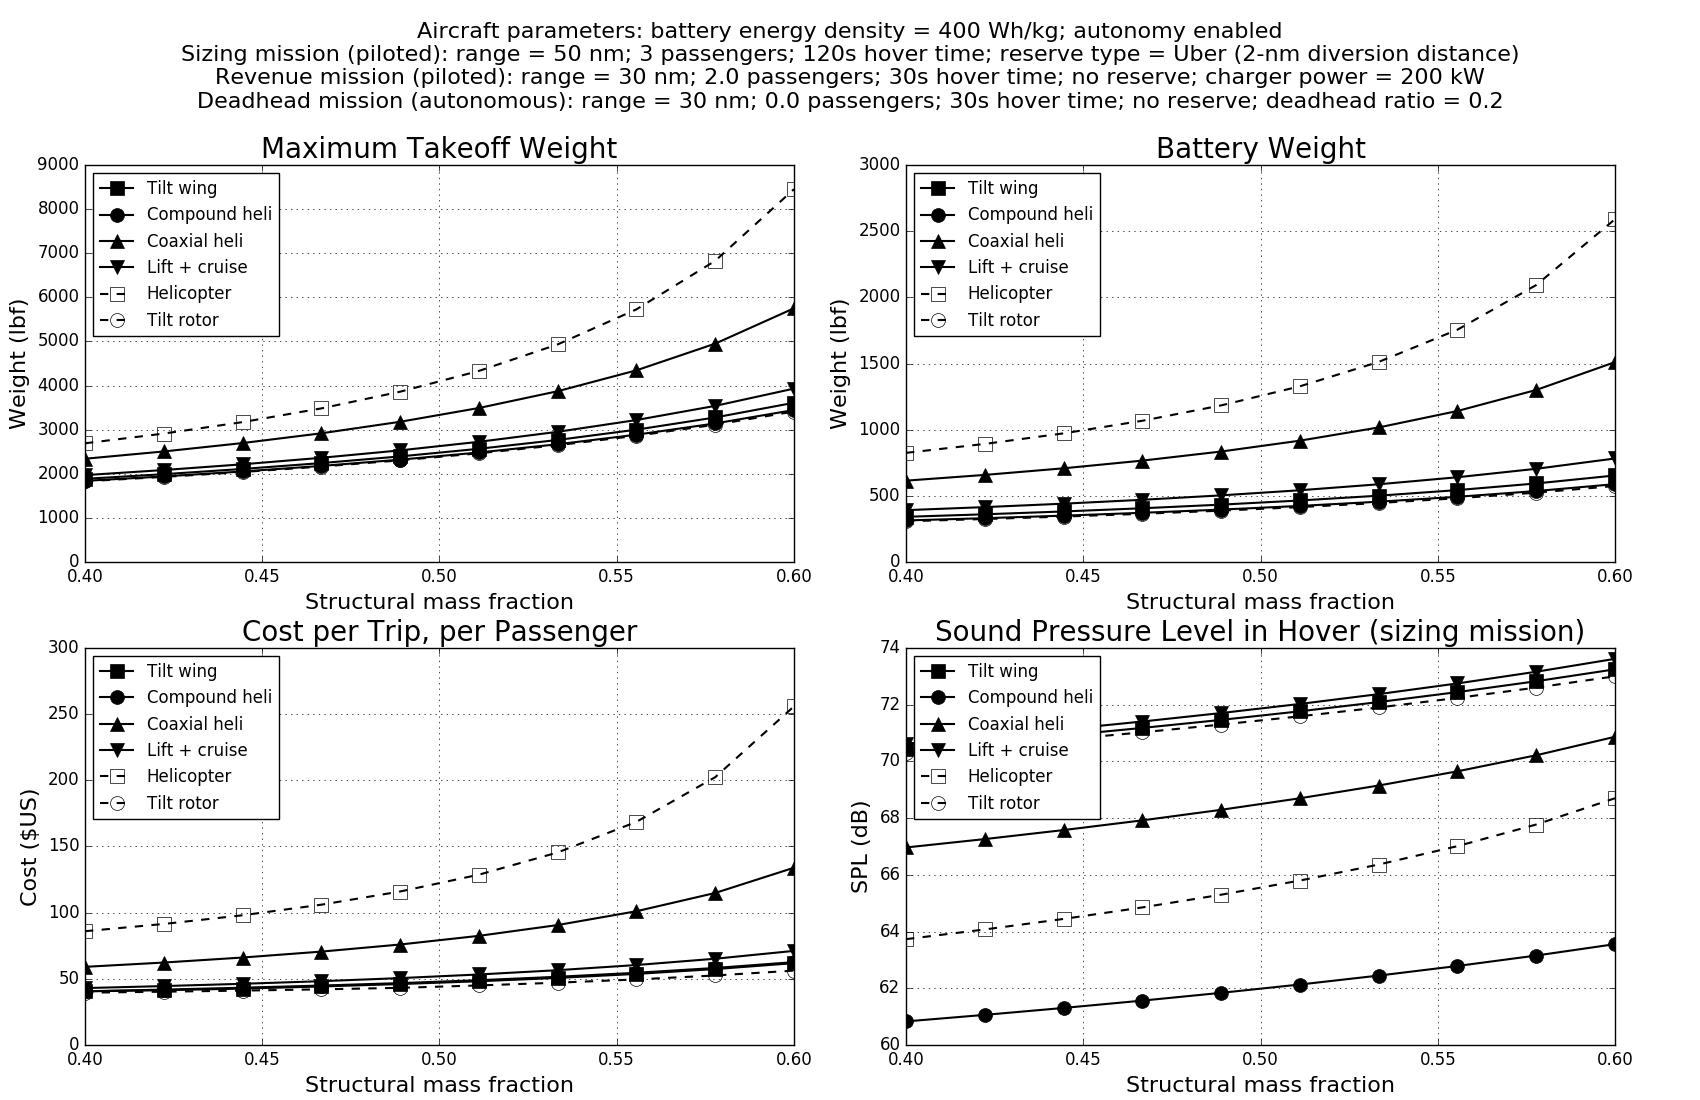 Aircraft parameters: battery energy density = 400 Wh/kg; autonomy enabled
Sizing mission (piloted): range = 50 nm; 3 passengers; 120s hover time; reserve type = Uber (2-nm diversion distance)
Revenue mission (piloted): range = 30 nm; 2.0 passengers; 30s hover time; no reserve; charger power = 200 kW
Deadhead mission (autonomous): range = 30 nm; 0.0 passengers; 30s hover time; no reserve; deadhead ratio = 0.2
Maximum Takeoff Weight
9000
8000
7000
6000
5000
4000
3000
2000
1000
0
Weight (lbf)
Tilt wing
Compound heli
Coaxial heli
Lift + cruise
Helicopter
Tilt rotor
0.40 0.45 0.50 0.55 0.60
Structural mass fraction
Battery Weight
3000
2500
2000
1500
1000
500
0
Weight (lbf)
Tilt wing
Compound heli
Coaxial heli
Lift + cruise
Helicopter
Tilt rotor
0.40 0.45 0.50 0.55 0.60
Structural mass fraction
Cost per Trip, per Passenger
300
250
200
150
100
50
0
Cost ($US)
Tilt wing
Compound heli
Coaxial heli
Lift + cruise
Helicopter
Tilt rotor
0.40 0.45 0.50 0.55 0.60
Structural mass fraction
Sound Pressure Level in Hover (sizing mission)
74
72
70
68
66
64
62
60
SPL (dB)
Tilt wing
Compound heli
Coaxial heli
Lift + cruise
Helicopter
Tilt rotor
0.40 0.45 0.50 0.55 0.60
Structural mass fraction